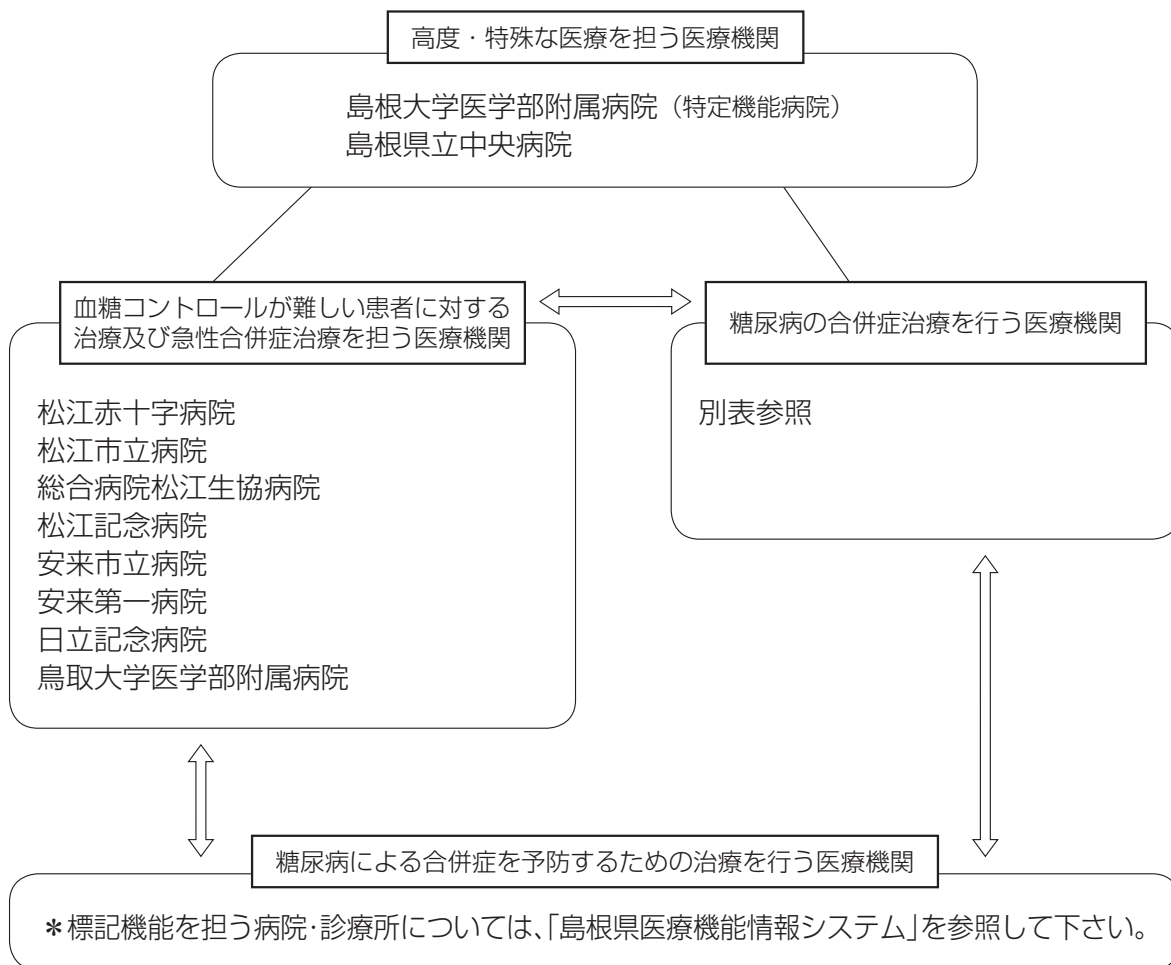 高度・特殊な医療を担う医療機関
島根大学医学部附属病院（特定機能病院）
島根県立中央病院
血糖コントロールが難しい患者に対する
治療及び急性合併症治療を担う医療機関
松江赤十字病院
松江市立病院
総合病院松江生協病院
松江記念病院
安来市立病院
安来第一病院
日立記念病院
鳥取大学医学部附属病院
糖尿病の合併症治療を行う医療機関
別表参照
糖尿病による合併症を予防するための治療を行う医療機関
＊標記機能を担う病院・診療所については、「島根県医療機能情報システム」を参照して下さい。